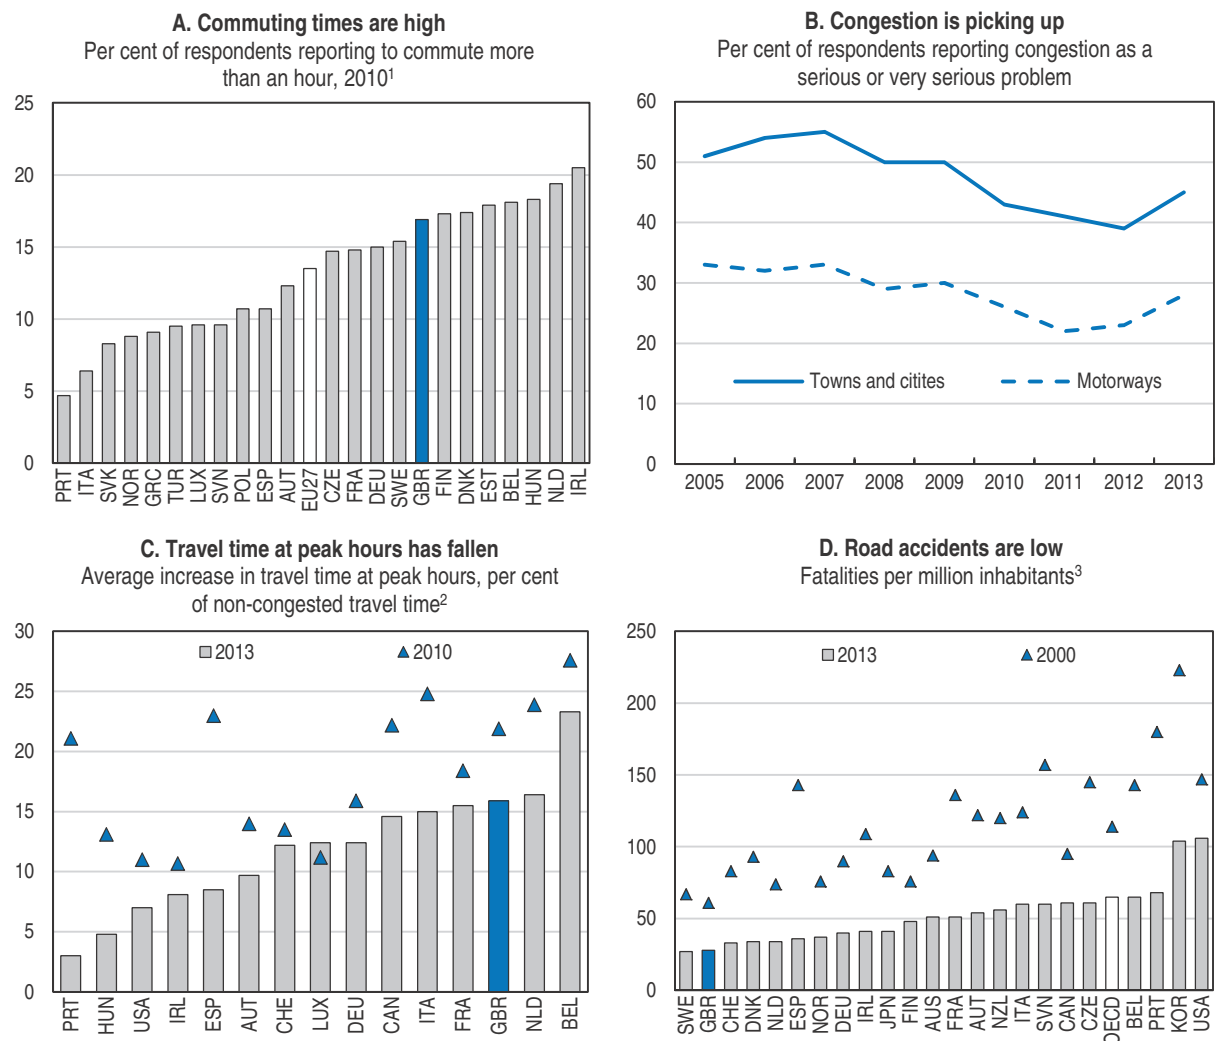 A. Commuting times are high
Per cent of respondents reporting to commute more
than an hour, 2010¹
25
20
15
10
5
0
PRT ITA SVK NOR GRC TUR LUX SVN POL ESP AUT EU27 CZE FRA DEU SWE GBR FIN DNK EST BEL HUN NLD IRL
B. Congestion is picking up
Per cent of respondents reporting congestion as a
serious or very serious problem
60
50
40
30
20
10
0
Towns and citites Motorways
2005 2006 2007 2008 2009 2010 2011 2012 2013
C. Travel time at peak hours has fallen
Average increase in travel time at peak hours, per cent
of non-congested travel time²
30
25
20
15
10
5
0
2013 2010
PRT HUN USA IRL ESP AUT CHE LUX DEU CAN ITA FRA GBR NLD BEL
D. Road accidents are low
Fatalities per million inhabitants³
250
200
150
100
50
0
2013 2000
SWE GBR CHE DNK NLD ESP NOR DEU IRL JPN FIN AUS FRA AUT NZL ITA SVN CAN CZE OECD BEL PRT KOR USA